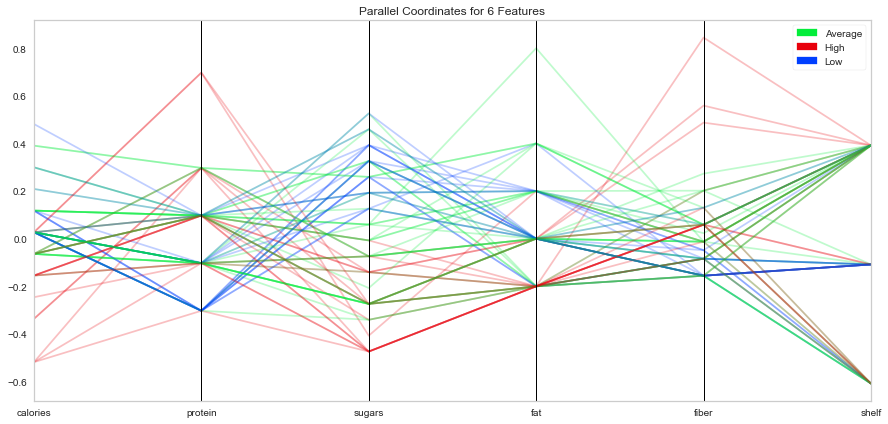 Parallel Coordinates for 6 Features
Average
High
Low
0.8
0.6
0.4
0.2
0.0
−0.2
−0.4
−0.6
calories protein sugars fat fiber shelf